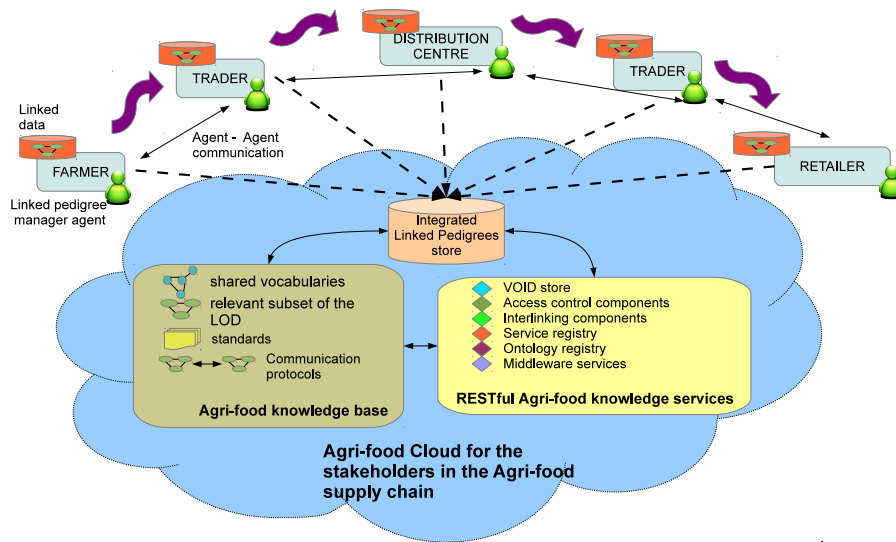 DISTRIBUTION
CENTRE
TRADER
TRADER
Linked
data
Agent - Agent
communication
FARMER
RETAILER
Linked pedigree
manager agent
Integrated
Linked Pedigrees
store
shared vocabularies
relevant subset of the
LOD
standards
Communication
protocols
Agri-food knowledge base
VOID store
Access control components
Interlinking components
Service registry
Ontology registry
Middleware services
RESTful Agri-food knowledge services
Agri-food Cloud for the
stakeholders in the Agri-food
supply chain